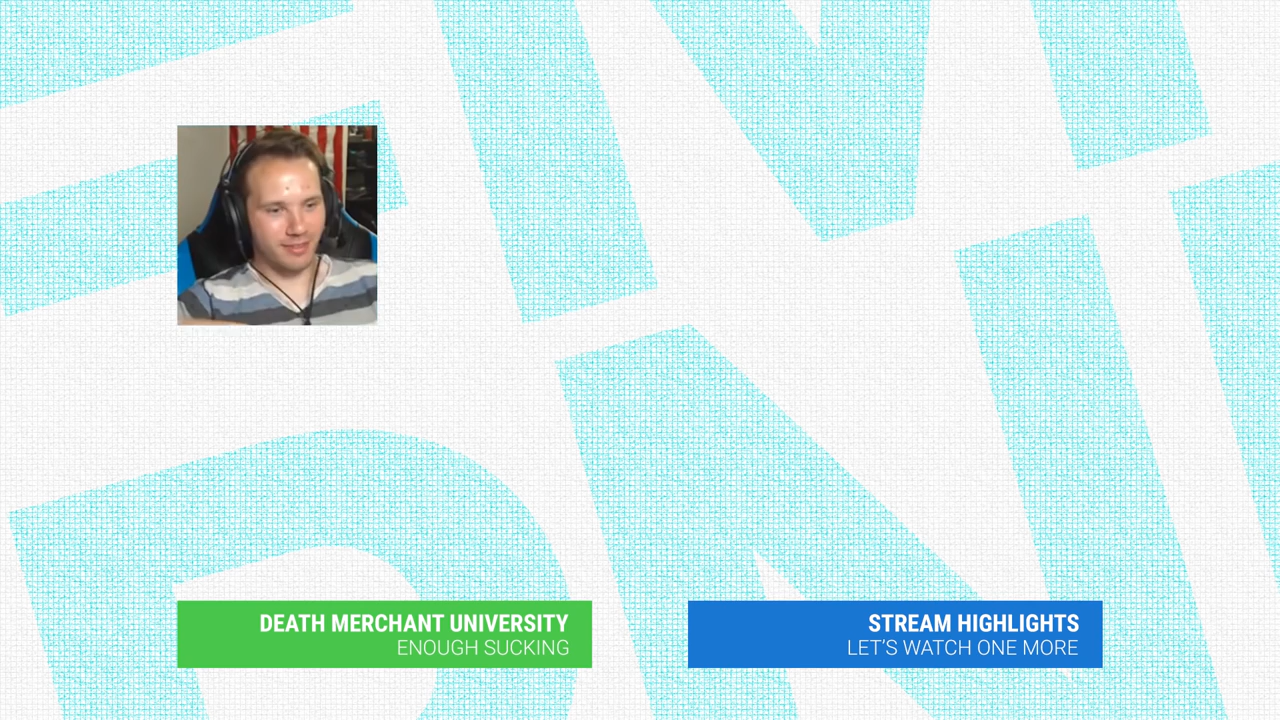 DEATH MERCHANT UNIVERSITY
ENOUGH SUCKING
STREAM HIGHLIGHTS
LET'S WATCH ONE MORE